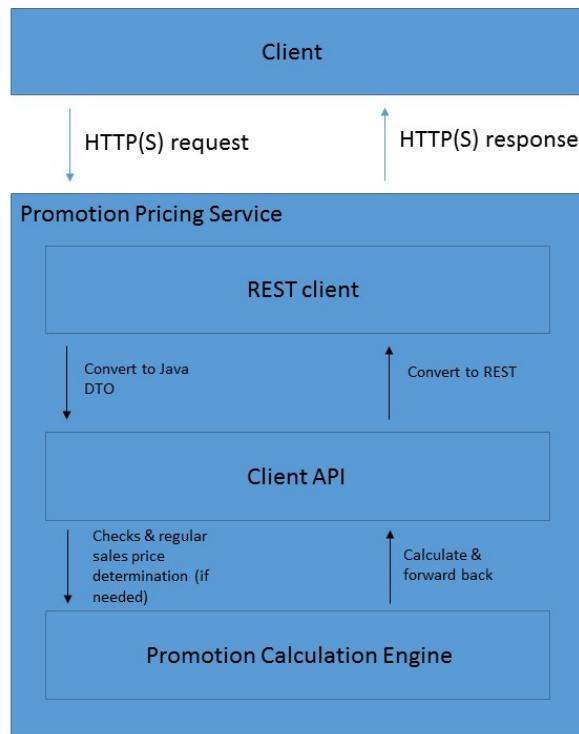 Client
HTTP(S) request
HTTP(S) response
Promotion Pricing Service
REST client
Convert to Java
DTO
Convert to REST
Client API
Checks & regular
sales price
determination (if
needed)
Calculate &
forward back
Promotion Calculation Engine